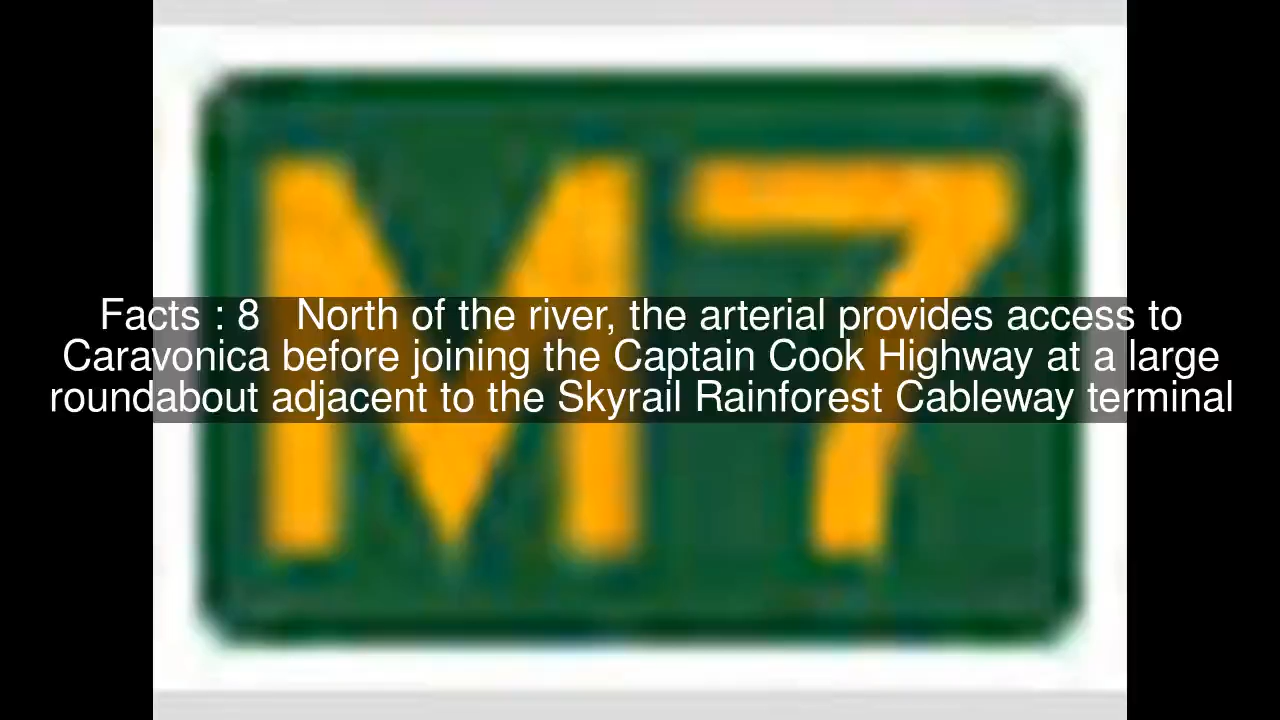 M7
Facts : 8 North of the river, the arterial provides access to
Caravonica before joining the Captain Cook Highway at a large
roundabout adjacent to the Skyrail Rainforest Cableway terminal